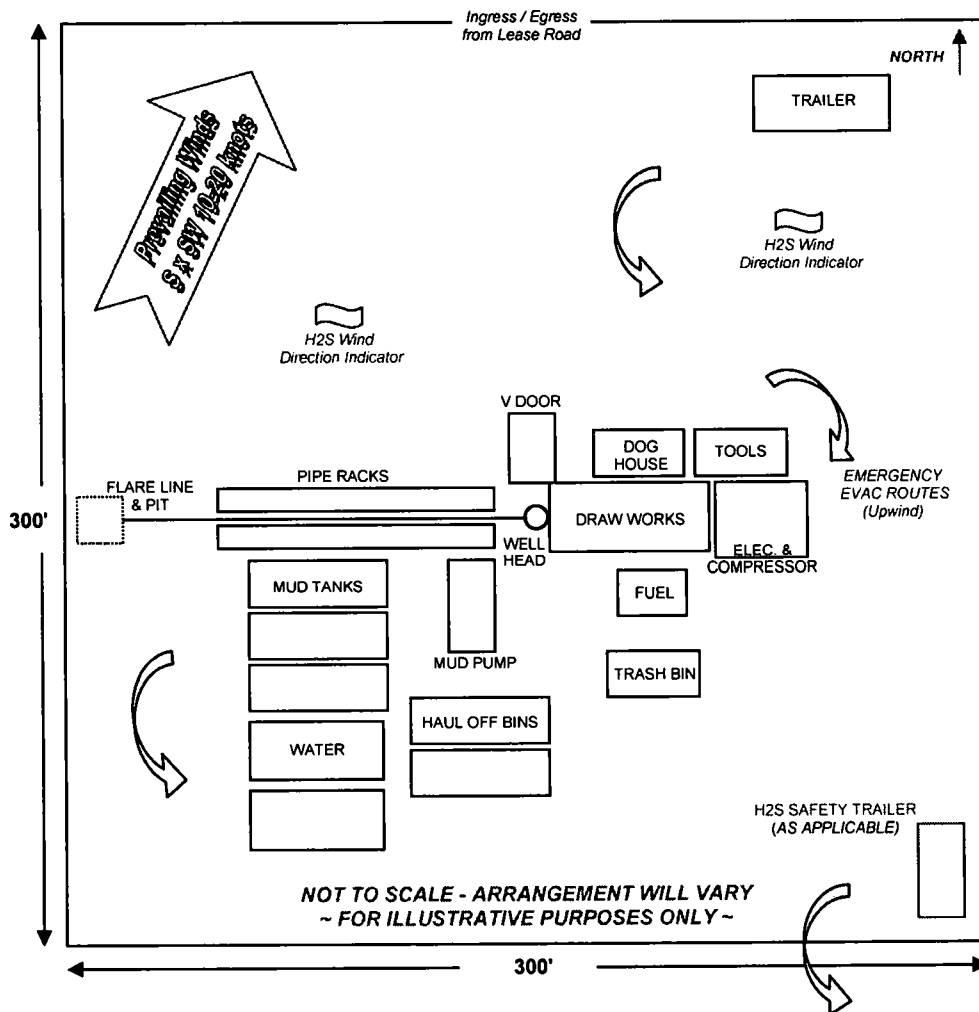 Ingress / Egress
from Lease Road
NORTH
TRAILER
Prevailing Winds
S x SW 10-20 knots
H2S Wind
Direction Indicator
H2S Wind
Direction Indicator
V DOOR
DOG
HOUSE
TOOLS
EMERGENCY
EVAC ROUTES
(Upwind)
PIPE RACKS
FLARE LINE
& PIT
300'
DRAW WORKS
WELL
HEAD
ELEC. &
COMPRESSOR
MUD TANKS
FUEL
MUD PUMP
TRASH BIN
HAUL OFF BINS
WATER
H2S SAFETY TRAILER
(AS APPLICABLE)
NOT TO SCALE - ARRANGEMENT WILL VARY
~ FOR ILLUSTRATIVE PURPOSES ONLY ~
300'